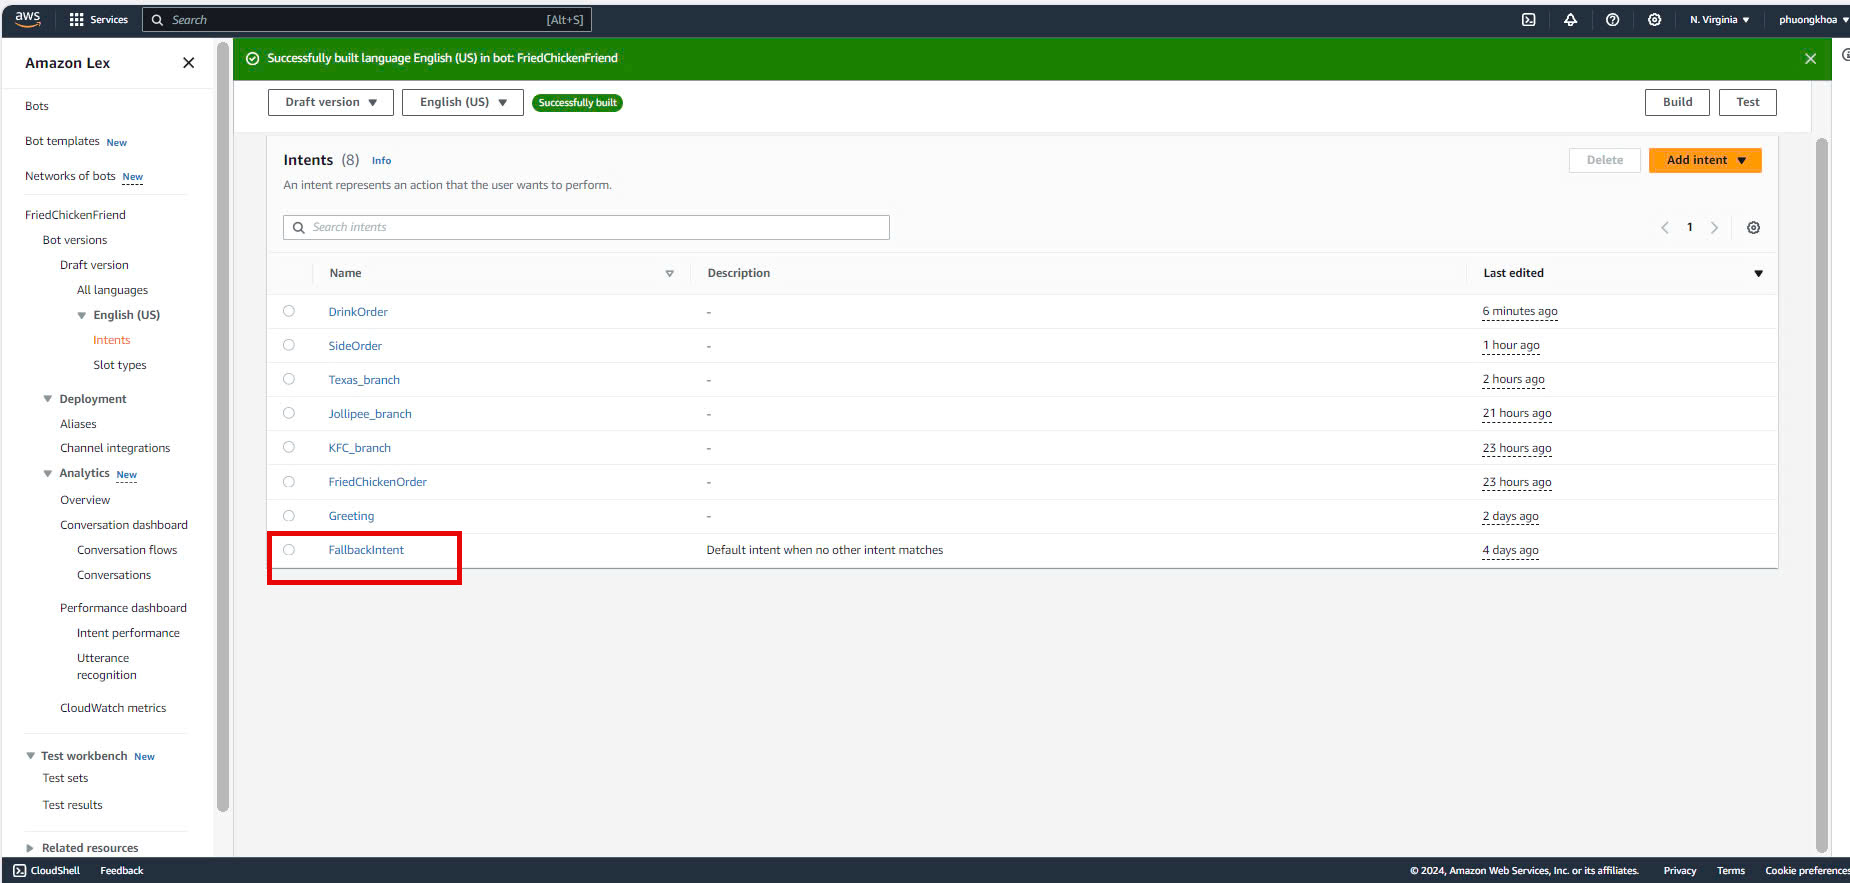 aws Services Search [Alt+S] N. Virginia phuongkhoa
Amazon Lex
Bots
Bot templates New
Networks of bots New
FriedChickenFriend
Bot versions
Draft version
All languages
English (US)
Intents
Slot types
Deployment
Aliases
Channel integrations
Analytics New
Overview
Conversation dashboard
Conversation flows
Conversations
Performance dashboard
Intent performance
Utterance
recognition
CloudWatch metrics
Test workbench New
Test sets
Test results
Related resources
Successfully built language English (US) in bot: FriedChickenFriend
Draft version English (US) Successfully built Build Test
Intents (8) Info Delete Add intent
An intent represents an action that the user wants to perform.
Search intents 1
Name Description Last edited
DrinkOrder - 6 minutes ago
SideOrder - 1 hour ago
Texas_branch - 2 hours ago
Jollipee_branch - 21 hours ago
KFC_branch - 23 hours ago
FriedChickenOrder - 23 hours ago
Greeting - 2 days ago
FallbackIntent Default intent when no other intent matches 4 days ago
CloudShell Feedback © 2024, Amazon Web Services, Inc. or its affiliates. Privacy Terms Cookie preferences